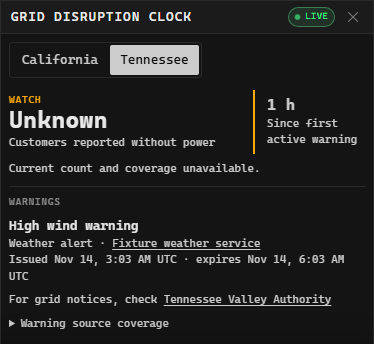 GRID DISRUPTION CLOCK
LIVE
California
Tennessee
WATCH
Unknown
Customers reported without power
1 h
Since first
active warning
Current count and coverage unavailable.
WARNINGS
High wind warning
Weather alert · Fixture weather service
Issued Nov 14, 3:03 AM UTC · expires Nov 14, 6:03 AM
UTC
For grid notices, check Tennessee Valley Authority
Warning source coverage